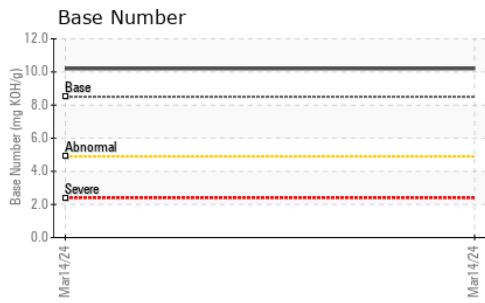 Base Number
Base Number (mg KOH/g)
12.0
10.0
8.0
6.0
4.0
2.0
0.0
Base
Abnormal
Severe
Mar14/24
Mar14/24